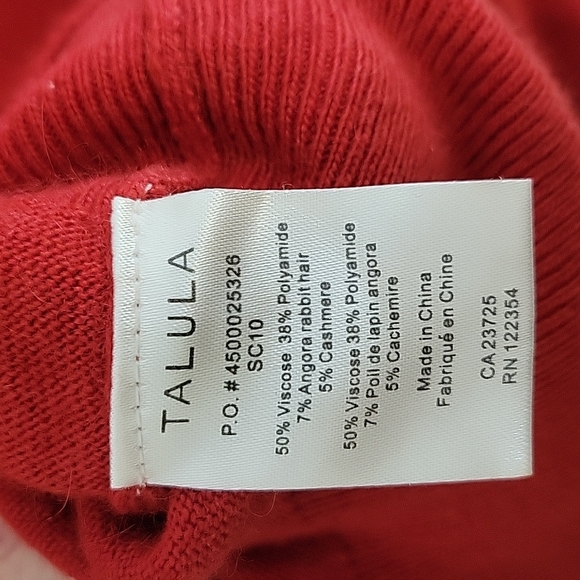 TALULA
P.O. # 4500025326
SC10
50% Viscose 38% Polyamide
7% Angora rabbit hair
5% Cashmere
50% Viscose 38% Polyamide
7% Poil de lapin angora
5% Cachemire
Made in China
Fabriqué en Chine
CA 23725
RN 122354